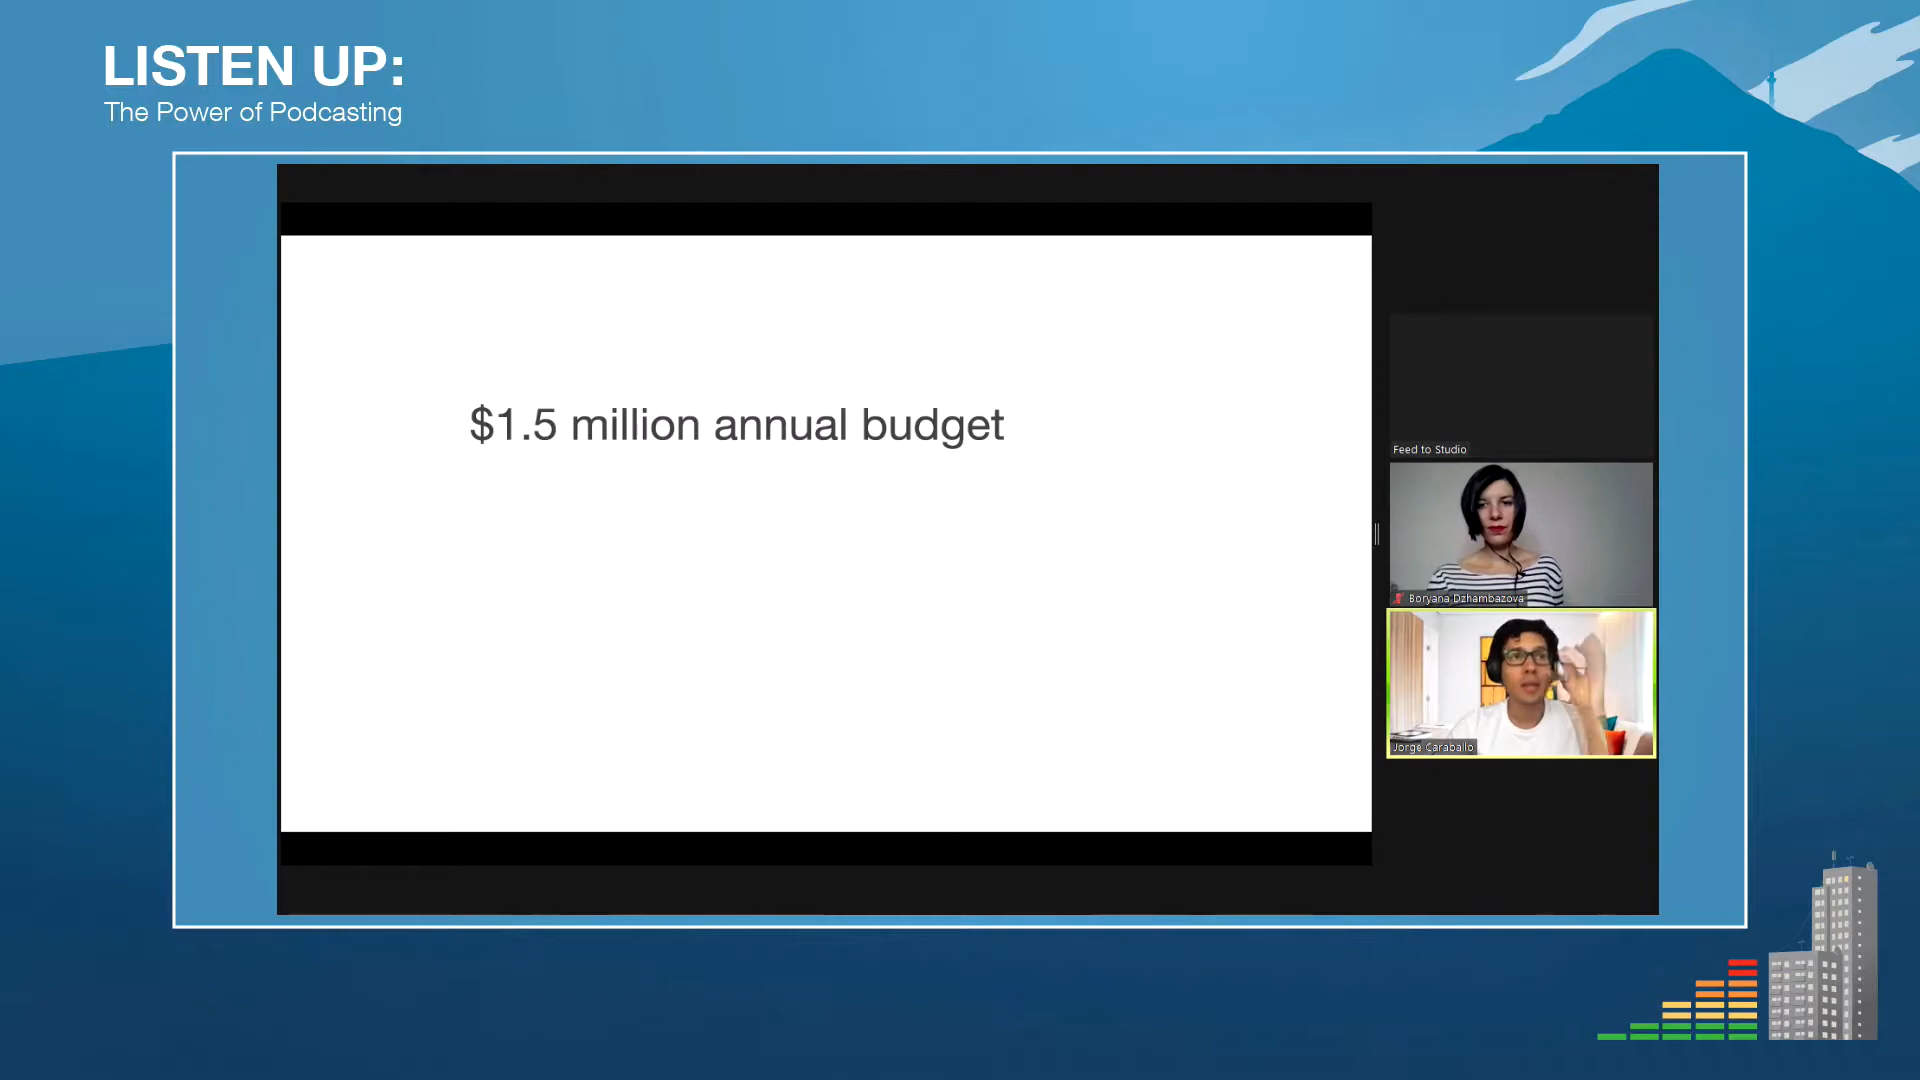 LISTEN UP:
The Power of Podcasting
$1.5 million annual budget
Feed to Studio
Boryana Dzhambazova
Jorge Caraballo